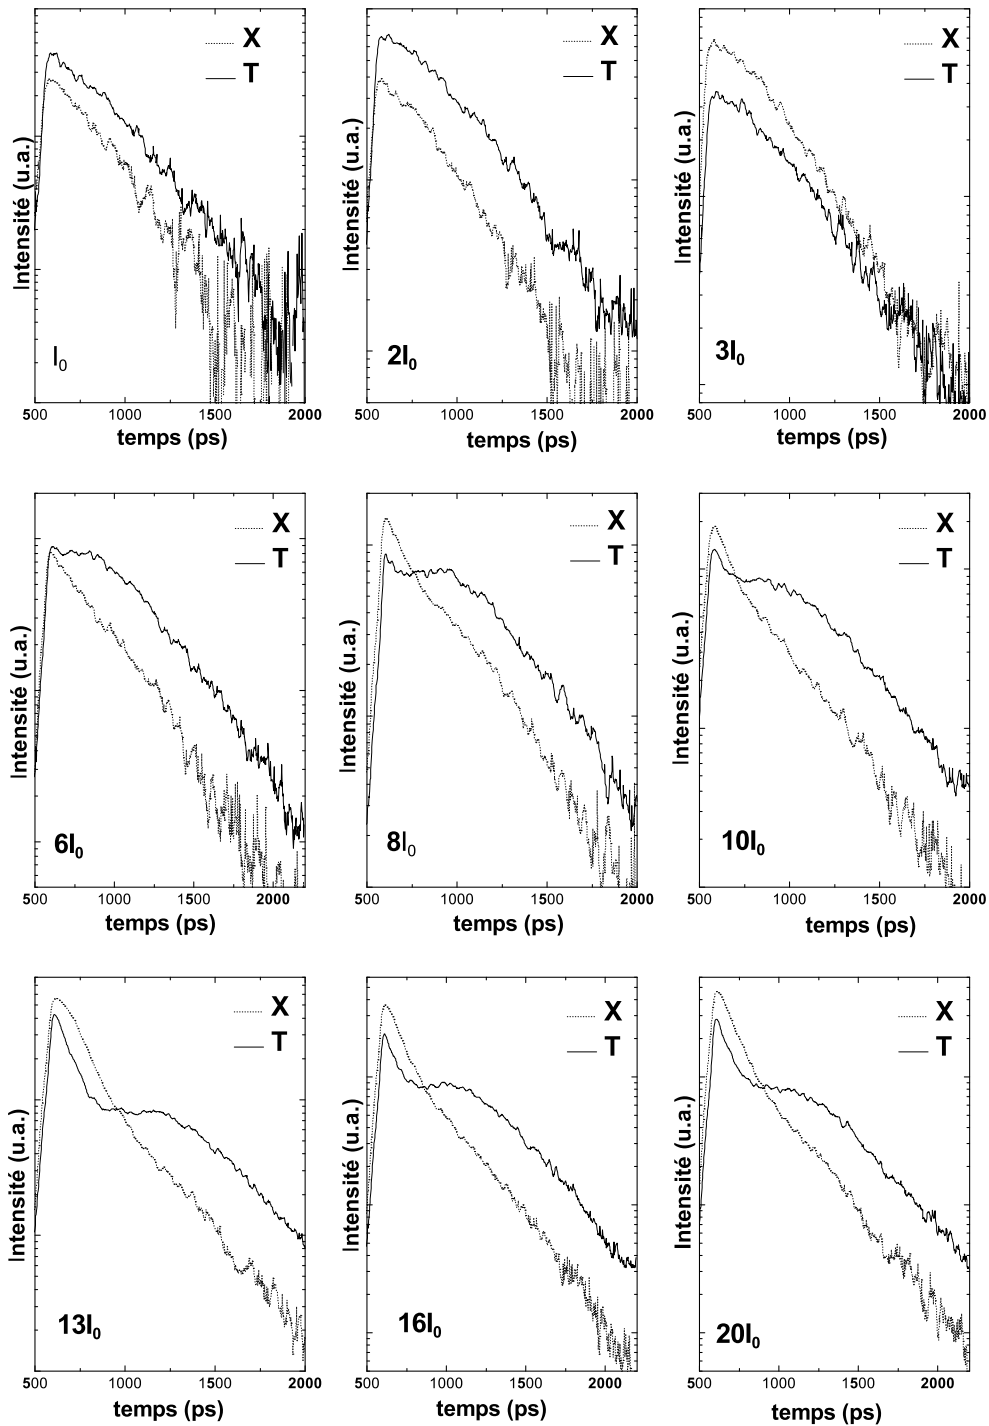 X
T
Intensité (u.a.)
I0
500 1000 1500 2000
temps (ps)
X
T
Intensité (u.a.)
2I0
500 1000 1500 2000
temps (ps)
X
T
Intensité (u.a.)
3I0
500 1000 1500 2000
temps (ps)
X
T
Intensité (u.a.)
6I0
500 1000 1500 2000
temps (ps)
X
T
Intensité (u.a.)
8I0
500 1000 1500 2000
temps (ps)
X
T
Intensité (u.a.)
10I0
500 1000 1500 2000
temps (ps)
X
T
Intensité (u.a.)
13I0
500 1000 1500 2000
temps (ps)
X
T
Intensité (u.a.)
16I0
500 1000 1500 2000
temps (ps)
X
T
Intensité (u.a.)
20I0
500 1000 1500 2000
temps (ps)